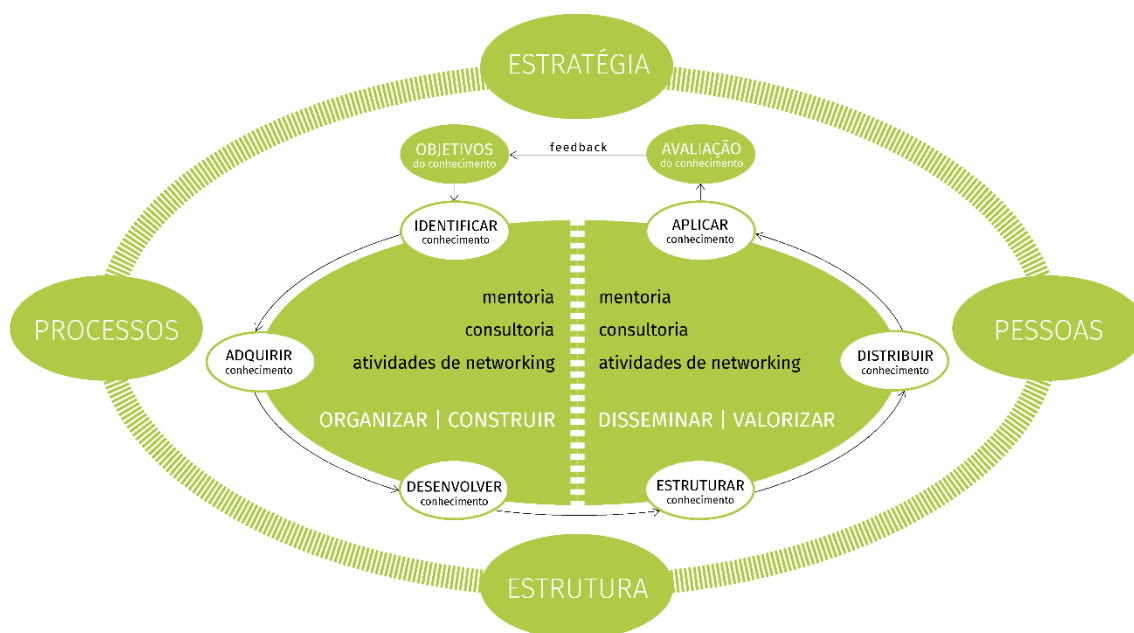 ESTRATÉGIA
OBJETIVOS
do conhecimento
feedback
AVALIAÇÃO
do conhecimento
IDENTIFICAR
conhecimento
APLICAR
conhecimento
mentoria
consultoria
atividades de networking
mentoria
consultoria
atividades de networking
PROCESSOS
ADQUIRIR
conhecimento
DISTRIBUIR
conhecimento
PESSOAS
ORGANIZAR | CONSTRUIR
DISSEMINAR | VALORIZAR
DESENVOLVER
conhecimento
ESTRUTURAR
conhecimento
ESTRUTURA